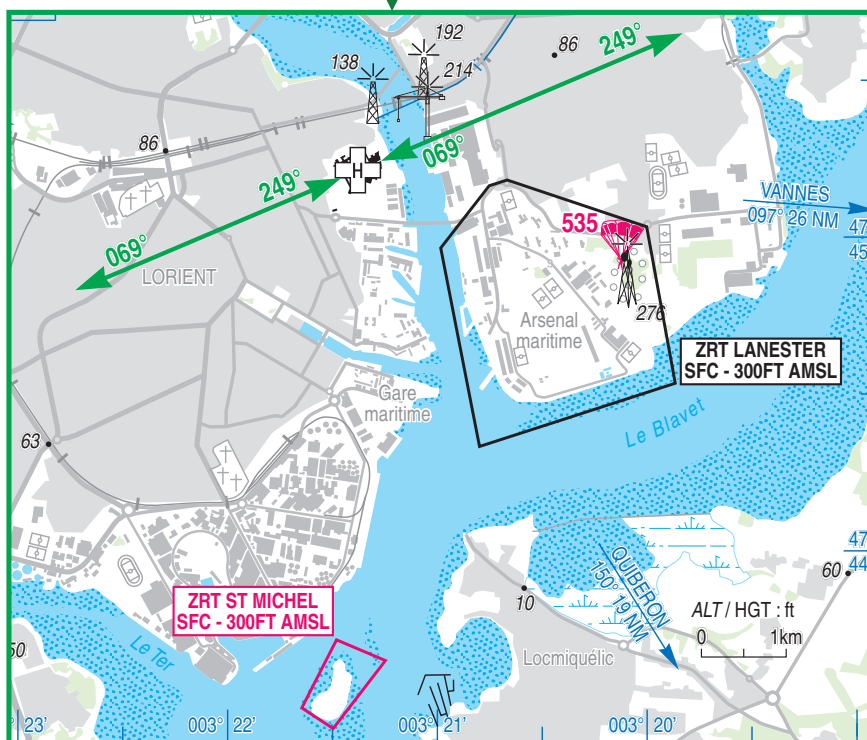 192
86
249°
138
214
069°
86
H
249°
VANNES
097° 26 NM
069°
535
47
45
LORIENT
276
Arsenal
maritime
ZRT LANESTER
SFC - 300FT AMSL
Gare
maritime
Le Blavet
63
47
44
QUIBERON
150° 19 NM
60
10
ZRT ST MICHEL
SFC - 300FT AMSL
ALT / HGT : ft
0 1km
Le Ter
50
Locmiquélic
003° 23’
003° 22’
003° 21’
003° 20’